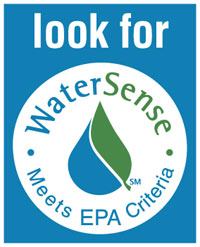 look for
WaterSense
SM
• Meets EPA Criteria •